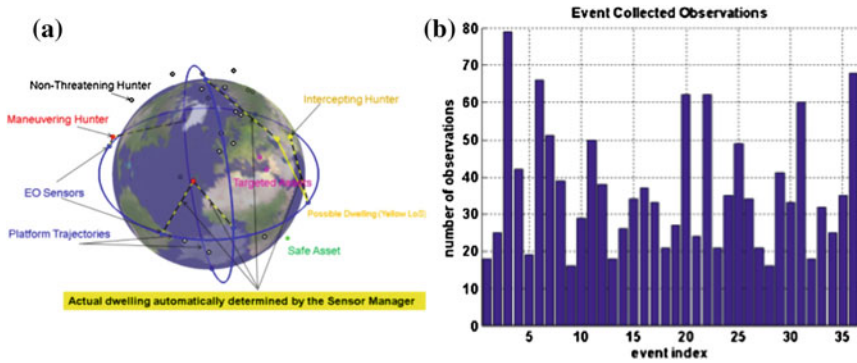 (a)
Non-Threatening Hunter
Maneuvering Hunter
EO Sensors
Platform Trajectories
Intercepting Hunter
Targeted
Possible Dwelling (Yellow LoS)
Safe Asset
Actual dwelling automatically determined by the Sensor Manager
(b)
Event Collected Observations
number of observations
80
70
60
50
40
30
20
10
0
5
10
15
20
25
30
35
event index